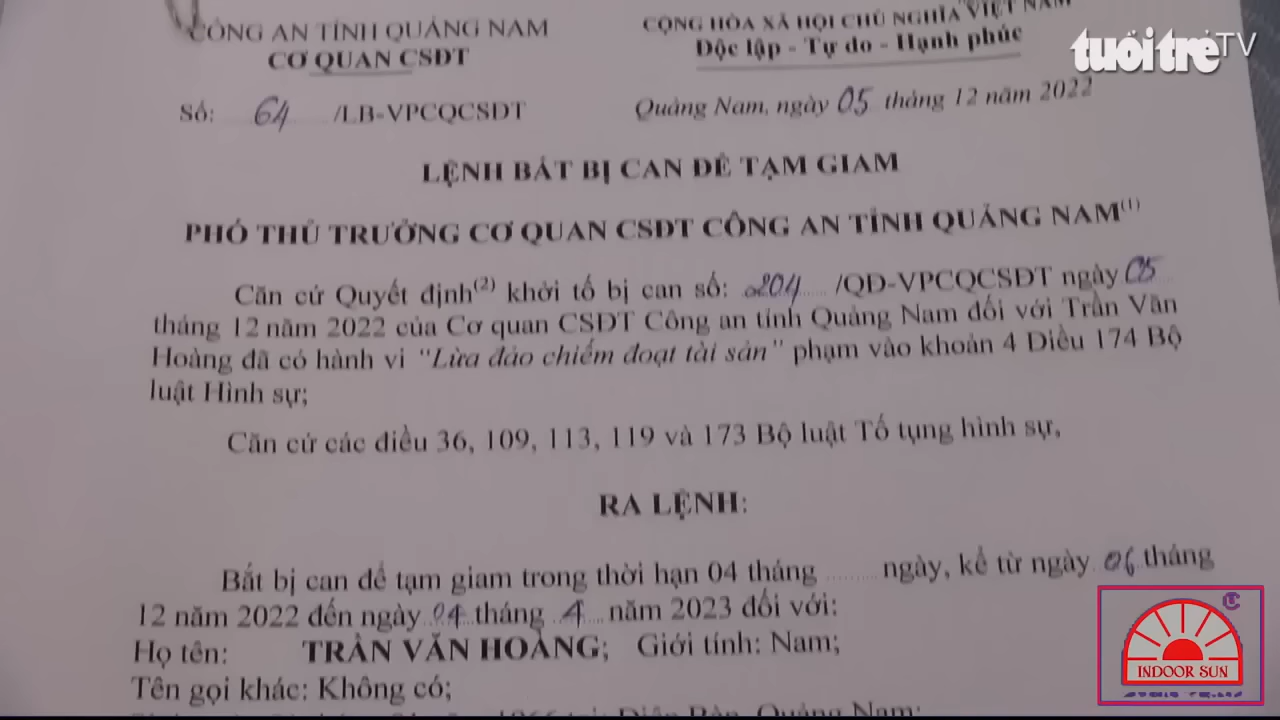 CÔNG AN TỈNH QUẢNG NAM
CƠ QUAN CSĐT
CỘNG HÒA XÃ HỘI CHỦ NGHĨA VIỆT NAM
Độc lập - Tự do - Hạnh phúc
tuổi trẻ TV
Số: 64 /LB-VPCQCSĐT
Quảng Nam, ngày 05 tháng 12 năm 2022
LỆNH BẮT BỊ CAN ĐỂ TẠM GIAM
PHÓ THỦ TRƯỞNG CƠ QUAN CSĐT CÔNG AN TỈNH QUẢNG NAM(1)
Căn cứ Quyết định(2) khởi tố bị can số: 204 /QĐ-VPCQCSĐT ngày 05
tháng 12 năm 2022 của Cơ quan CSĐT Công an tỉnh Quảng Nam đối với Trần Văn
Hoàng đã có hành vi "Lừa đảo chiếm đoạt tài sản" phạm vào khoản 4 Điều 174 Bộ
luật Hình sự;
Căn cứ các điều 36, 109, 113, 119 và 173 Bộ luật Tố tụng hình sự,
RA LỆNH:
Bắt bị can để tạm giam trong thời hạn 04 tháng ........ ngày, kể từ ngày 06 tháng
12 năm 2022 đến ngày 04 tháng 4 năm 2023 đối với:
Họ tên: TRẦN VĂN HOÀNG; Giới tính: Nam;
Tên gọi khác: Không có;
1966 tại Điện Bàn, Quảng Nam;
INDOOR SUN